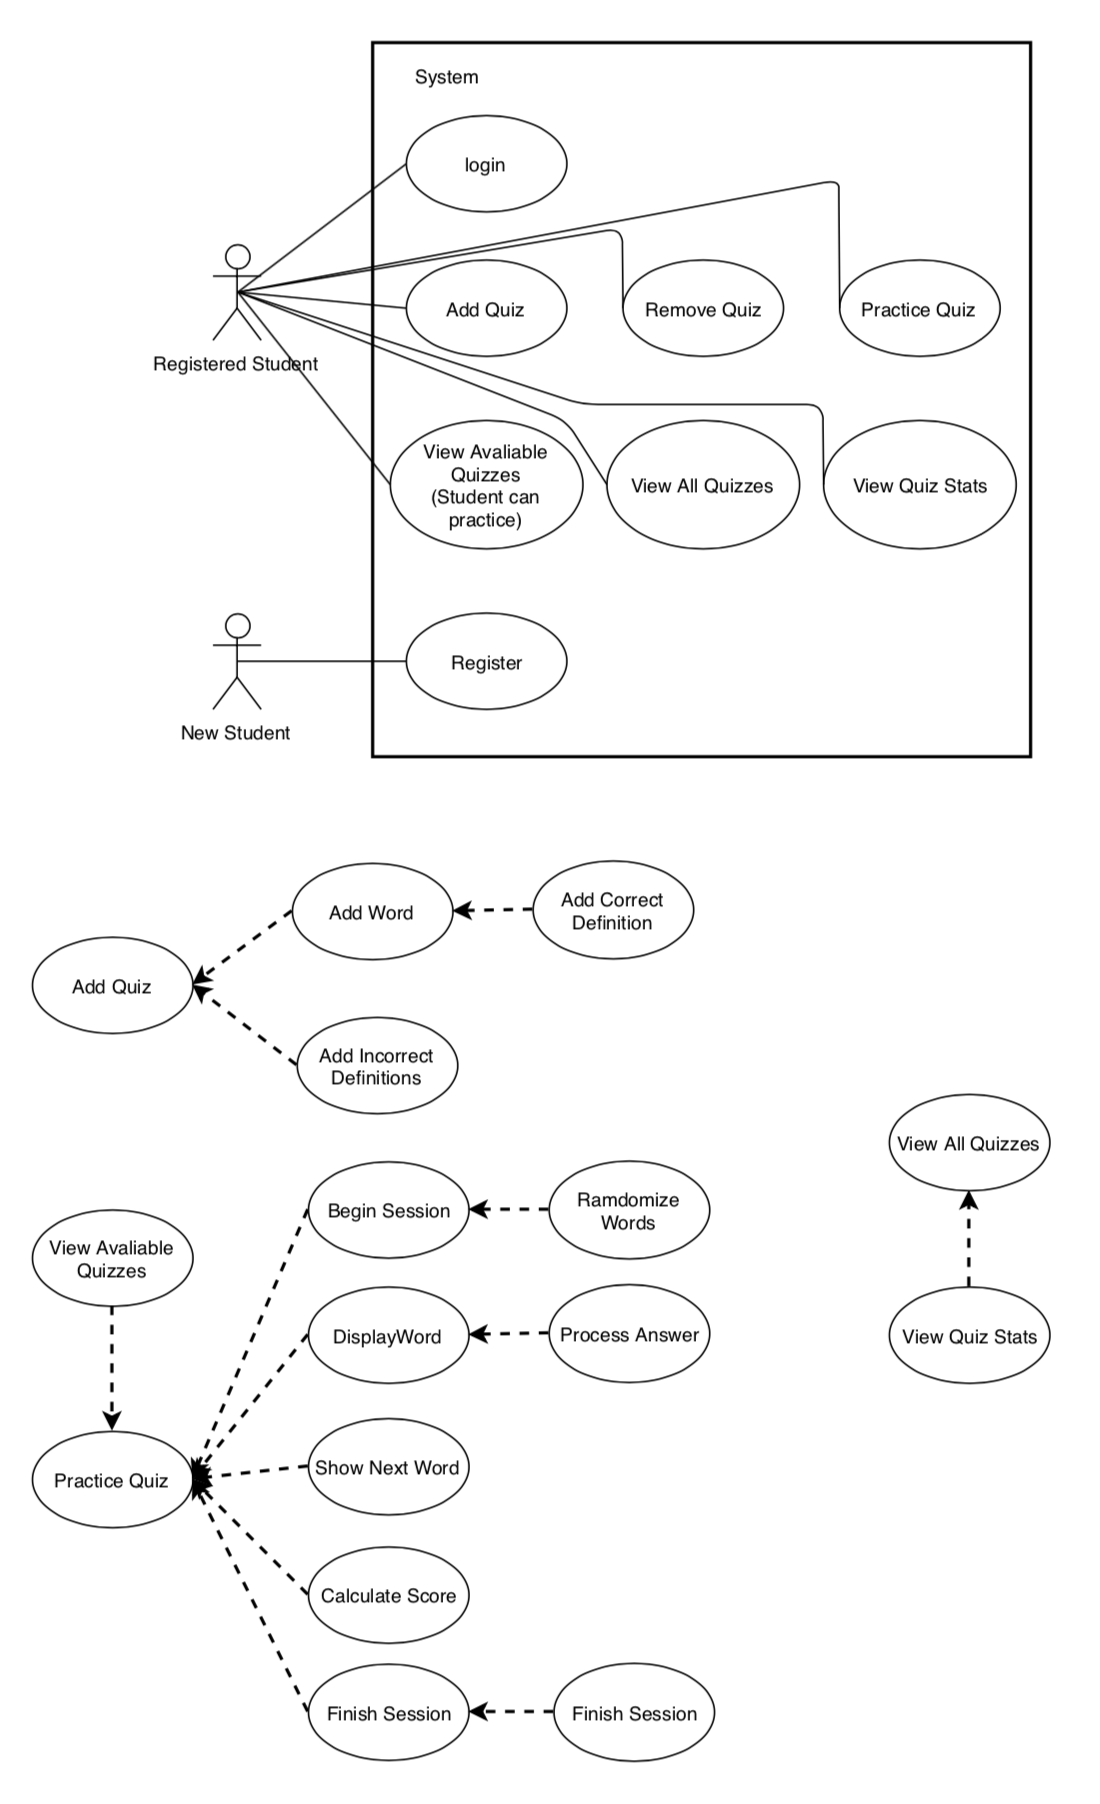 System
login
Add Quiz
Remove Quiz
Practice Quiz
Registered Student
View Avaliable
Quizzes
(Student can
practice)
View All Quizzes
View Quiz Stats
Register
New Student
Add Word
Add Correct
Definition
Add Quiz
Add Incorrect
Definitions
View All Quizzes
Begin Session
Ramdomize
Words
View Avaliable
Quizzes
DisplayWord
Process Answer
View Quiz Stats
Practice Quiz
Show Next Word
Calculate Score
Finish Session
Finish Session